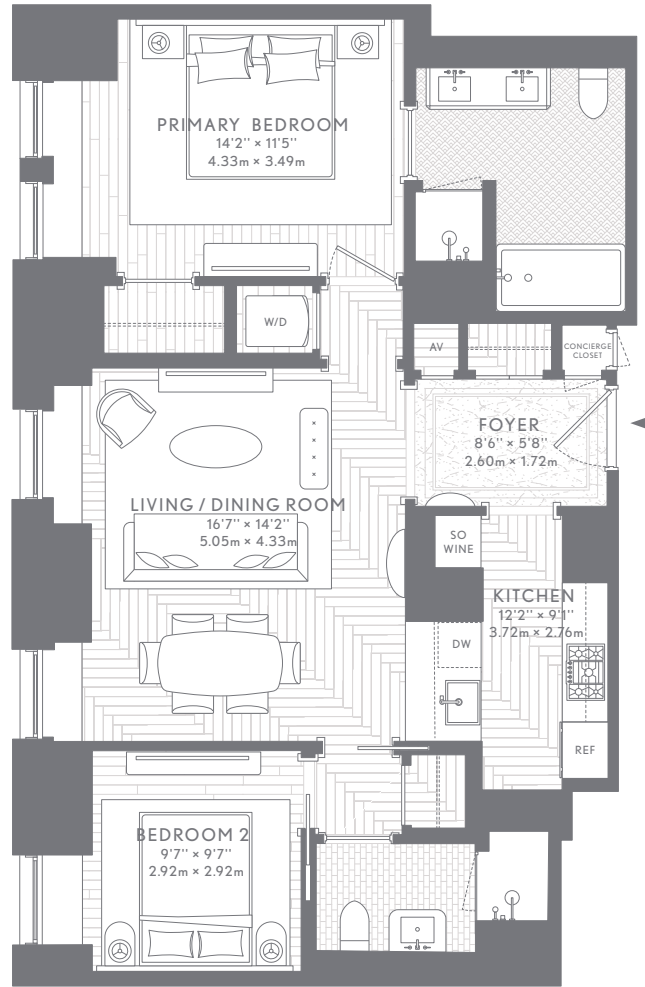 PRIMARY BEDROOM
14'2" × 11'5"
4.33m × 3.49m
W/D
AV
CONCIERGE
CLOSET
FOYER
8'6" × 5'8"
2.60m × 1.72m
LIVING / DINING ROOM
16'7" × 14'2"
5.05m × 4.33m
SO
WINE
KITCHEN
12'2" × 9'1"
3.72m × 2.76m
DW
REF
BEDROOM 2
9'7" × 9'7"
2.92m × 2.92m